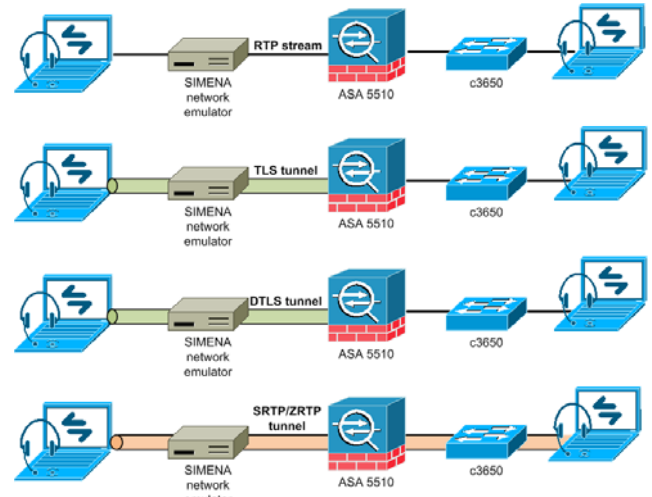 RTP stream
SIMENA
network
emulator
ASA 5510
c3650
TLS tunnel
SIMENA
network
emulator
ASA 5510
c3650
DTLS tunnel
SIMENA
network
emulator
ASA 5510
c3650
SRTP/ZRTP
tunnel
SIMENA
network
emulator
ASA 5510
c3650